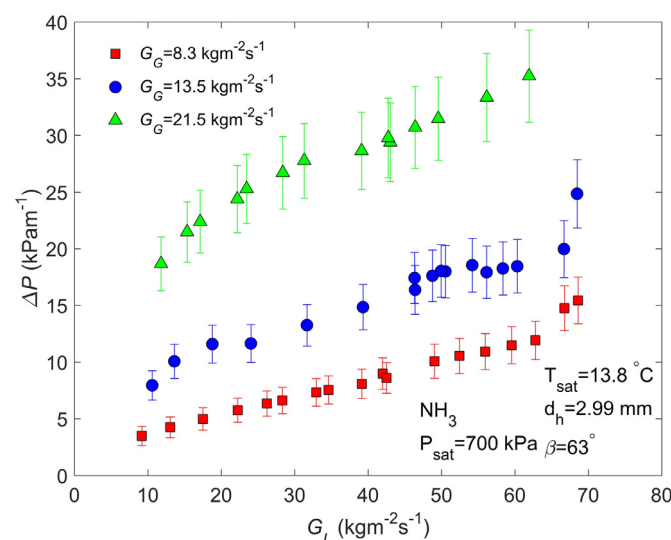 40
35
30
25
20
15
10
5
0
ΔP (kPam⁻¹)
G_G=8.3 kgm⁻²s⁻¹
G_G=13.5 kgm⁻²s⁻¹
G_G=21.5 kgm⁻²s⁻¹
T_sat=13.8 °C
NH₃ d_h=2.99 mm
P_sat=700 kPa β=63°
0 10 20 30 40 50 60 70 80
G_L (kgm⁻²s⁻¹)